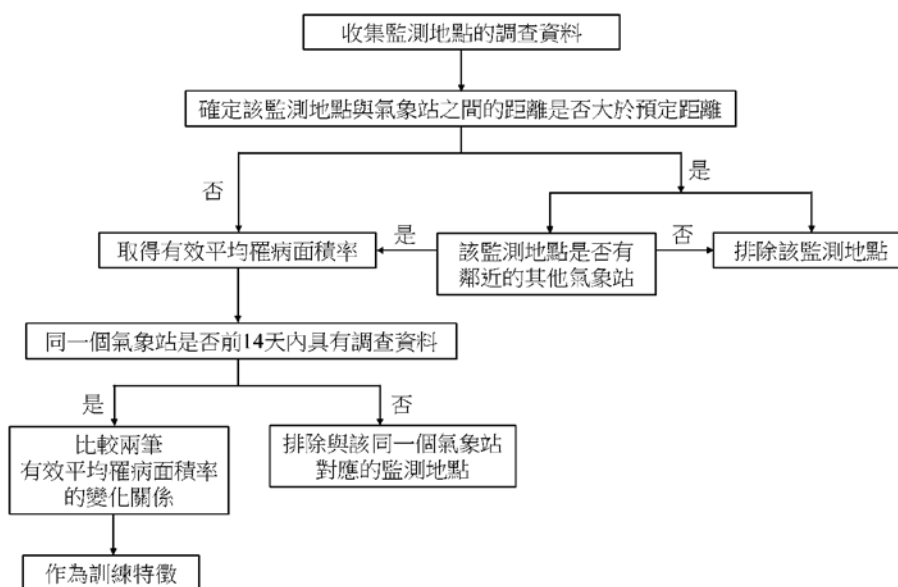 收集監測地點的調查資料
確定該監測地點與氣象站之間的距離是否大於預定距離
否
是
取得有效平均罹病面積率
是
該監測地點是否有
鄰近的其他氣象站
否
排除該監測地點
同一個氣象站是否前14天內具有調查資料
是
否
比較兩筆
有效平均罹病面積率
的變化關係
排除與該同一個氣象站
對應的監測地點
作為訓練特徵